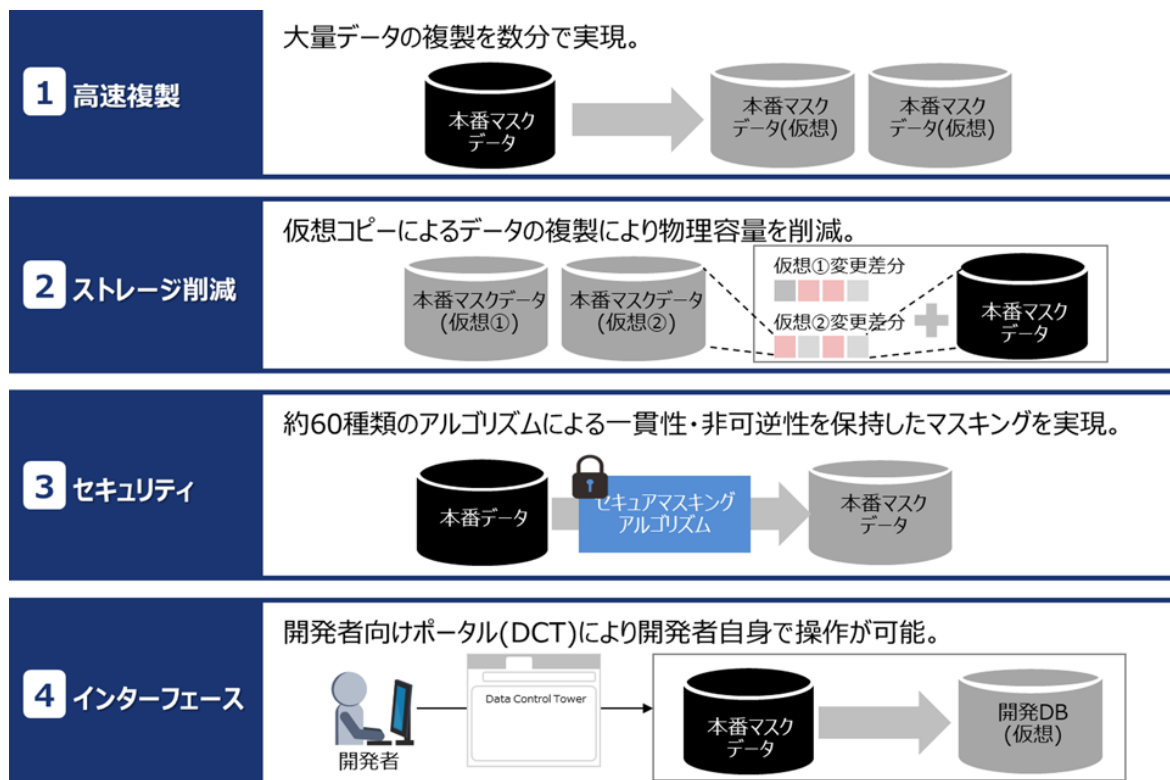 1 高速複製
大量データの複製を数分で実現。
本番マスク
データ
本番マスク
データ(仮想)
本番マスク
データ(仮想)
2 ストレージ削減
仮想コピーによるデータの複製により物理容量を削減。
本番マスクデータ
(仮想①)
本番マスクデータ
(仮想②)
仮想①変更差分
仮想②変更差分
本番マスク
データ
3 セキュリティ
約60種類のアルゴリズムによる一貫性・非可逆性を保持したマスキングを実現。
本番データ
セキュアマスキング
アルゴリズム
本番マスク
データ
4 インターフェース
開発者向けポータル(DCT)により開発者自身で操作が可能。
開発者
Data Control Tower
本番マスク
データ
開発DB
(仮想)